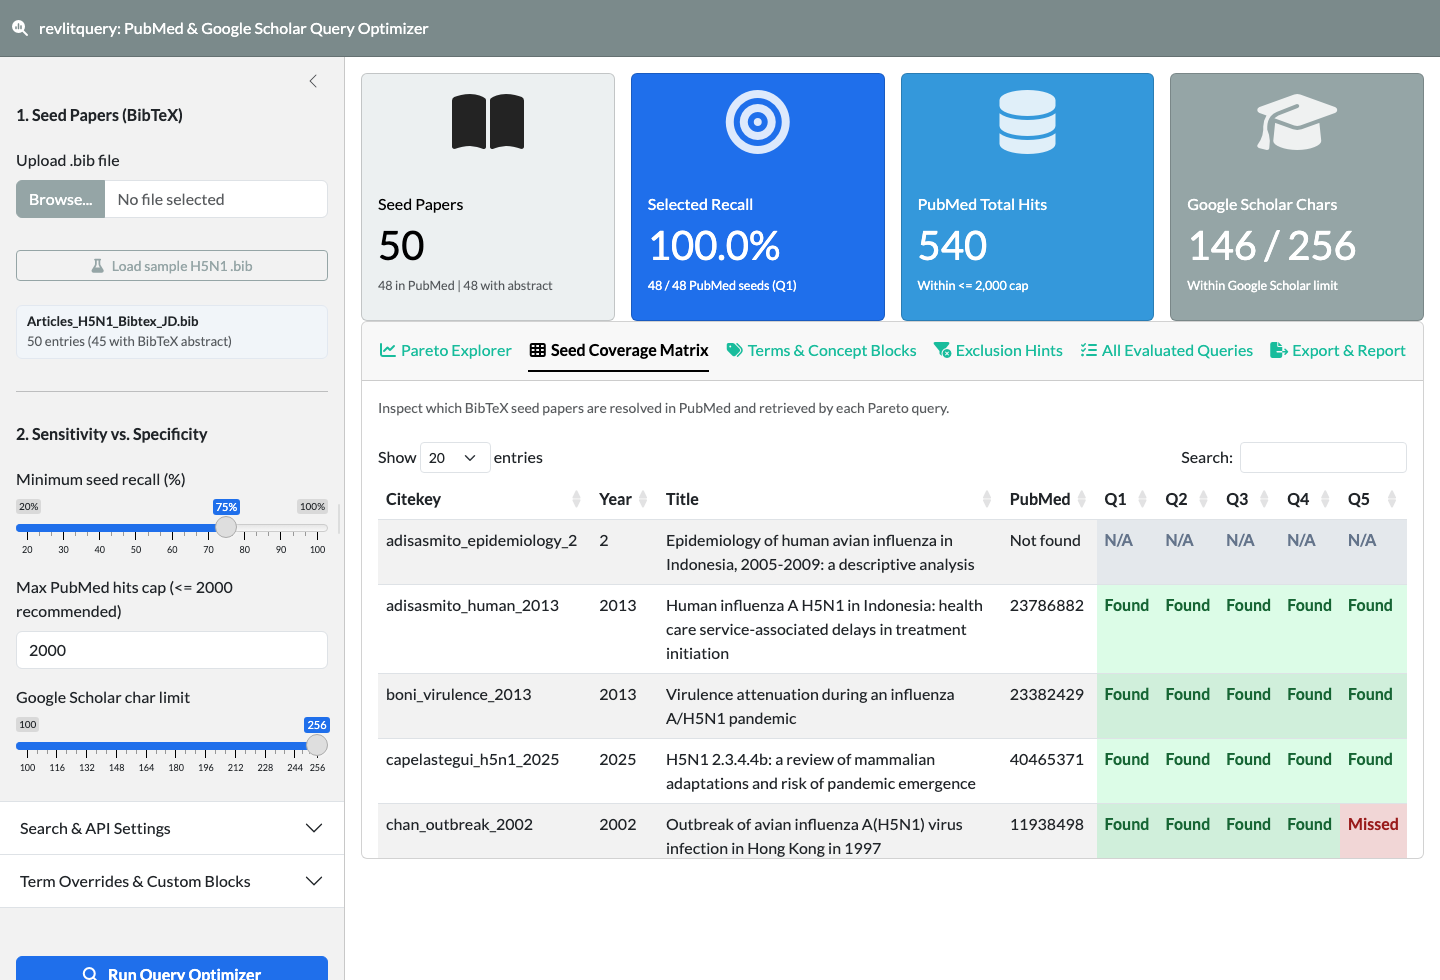 revlitquery: PubMed & Google Scholar Query Optimizer
1. Seed Papers (BibTeX)
Upload .bib file
Browse... No file selected
Load sample H5N1 .bib
Articles_H5N1_Bibtex_JD.bib
50 entries (45 with BibTeX abstract)
2. Sensitivity vs. Specificity
Minimum seed recall (%)
20% 75% 100%
20 30 40 50 60 70 80 90 100
Max PubMed hits cap (<= 2000
recommended)
2000
Google Scholar char limit
100 256
100 116 132 148 164 180 196 212 228 244 256
Search & API Settings
Term Overrides & Custom Blocks
Run Query Optimizer
Seed Papers
50
48 in PubMed | 48 with abstract
Selected Recall
100.0%
48 / 48 PubMed seeds (Q1)
PubMed Total Hits
540
Within <= 2,000 cap
Google Scholar Chars
146 / 256
Within Google Scholar limit
Pareto Explorer Seed Coverage Matrix Terms & Concept Blocks Exclusion Hints All Evaluated Queries Export & Report
Inspect which BibTeX seed papers are resolved in PubMed and retrieved by each Pareto query.
Show 20 entries Search:
Citekey Year Title PubMed Q1 Q2 Q3 Q4 Q5
adisasmito_epidemiology_2 2 Epidemiology of human avian influenza in Not found N/A N/A N/A N/A N/A
Indonesia, 2005-2009: a descriptive analysis
adisasmito_human_2013 2013 Human influenza A H5N1 in Indonesia: health 23786882 Found Found Found Found Found
care service-associated delays in treatment
initiation
boni_virulence_2013 2013 Virulence attenuation during an influenza 23382429 Found Found Found Found Found
A/H5N1 pandemic
capelastegui_h5n1_2025 2025 H5N1 2.3.4.4b: a review of mammalian 40465371 Found Found Found Found Found
adaptations and risk of pandemic emergence
chan_outbreak_2002 2002 Outbreak of avian influenza A(H5N1) virus 11938498 Found Found Found Found Missed
infection in Hong Kong in 1997